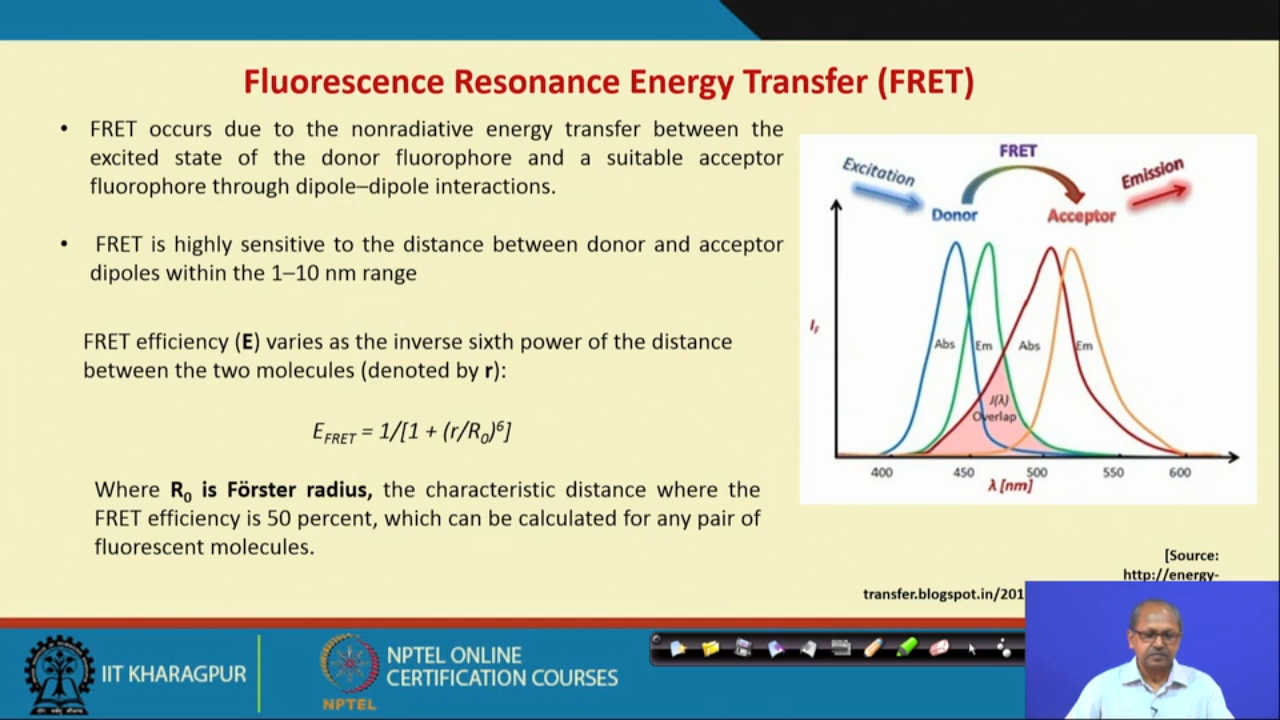 Fluorescence Resonance Energy Transfer (FRET)
• FRET occurs due to the nonradiative energy transfer between the
excited state of the donor fluorophore and a suitable acceptor
fluorophore through dipole–dipole interactions.
• FRET is highly sensitive to the distance between donor and acceptor
dipoles within the 1–10 nm range
FRET efficiency (E) varies as the inverse sixth power of the distance
between the two molecules (denoted by r):
E_FRET = 1/[1 + (r/R₀)⁶]
Where R₀ is Förster radius, the characteristic distance where the
FRET efficiency is 50 percent, which can be calculated for any pair of
fluorescent molecules.
FRET
Excitation
Emission
Donor
Acceptor
I_F
Abs
Em
Abs
Em
J(λ)
Overlap
400
450
500
550
600
λ [nm]
[Source:
http://energy-
transfer.blogspot.in/201
IIT KHARAGPUR
NPTEL
NPTEL ONLINE
CERTIFICATION COURSES